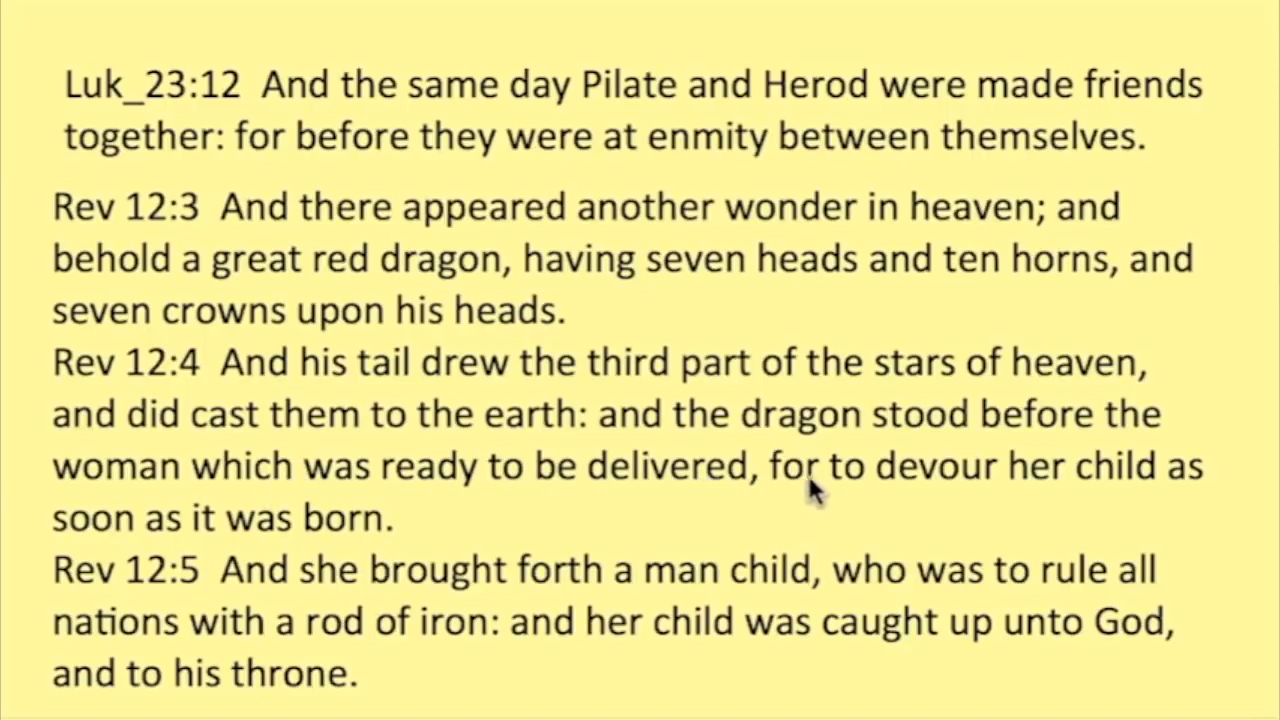 Luk_23:12  And the same day Pilate and Herod were made friends
together: for before they were at enmity between themselves.
Rev 12:3  And there appeared another wonder in heaven; and
behold a great red dragon, having seven heads and ten horns, and
seven crowns upon his heads.
Rev 12:4  And his tail drew the third part of the stars of heaven,
and did cast them to the earth: and the dragon stood before the
woman which was ready to be delivered, for to devour her child as
soon as it was born.
Rev 12:5  And she brought forth a man child, who was to rule all
nations with a rod of iron: and her child was caught up unto God,
and to his throne.